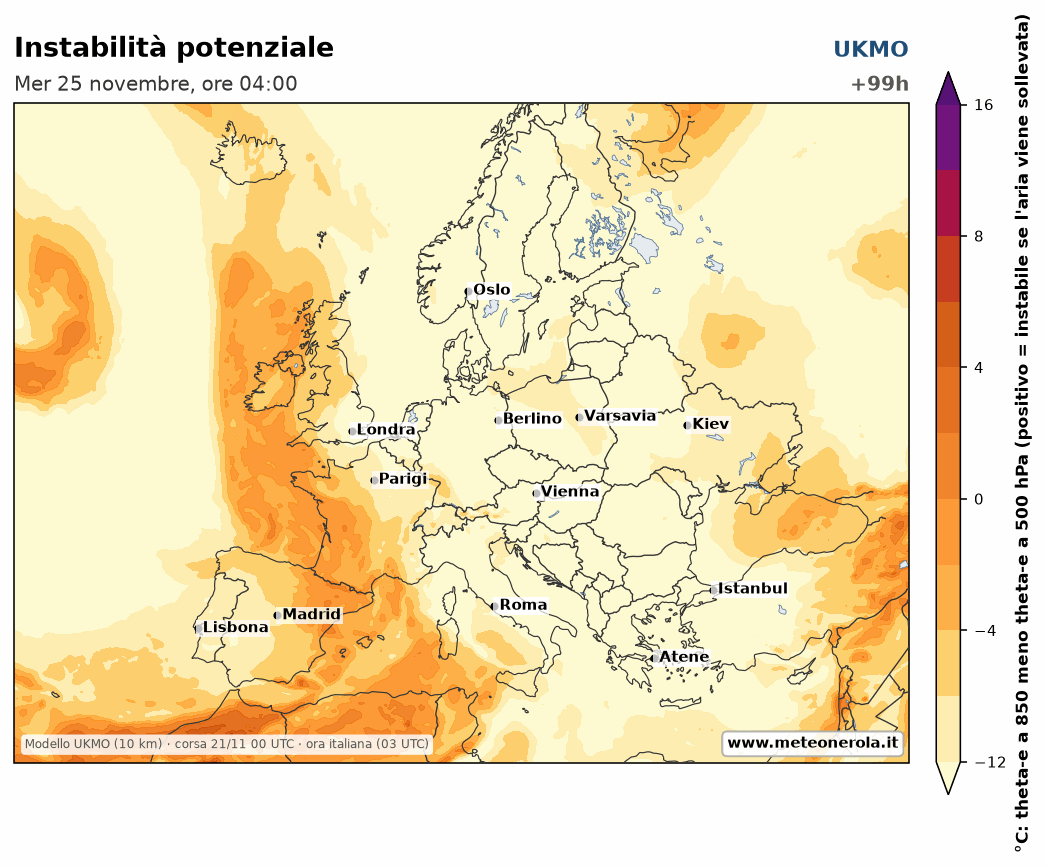 Instabilità potenziale
UKMO
Mer 25 novembre, ore 04:00
+99h
Oslo
Londra
Berlino
Varsavia
Kiev
Parigi
Vienna
Istanbul
Roma
Madrid
Lisbona
Atene
Modello UKMO (10 km) · corsa 21/11 00 UTC · ora italiana (03 UTC)
www.meteonerola.it
16
8
4
0
−4
−12
°C: theta-e a 850 meno theta-e a 500 hPa (positivo = instabile se l'aria viene sollevata)